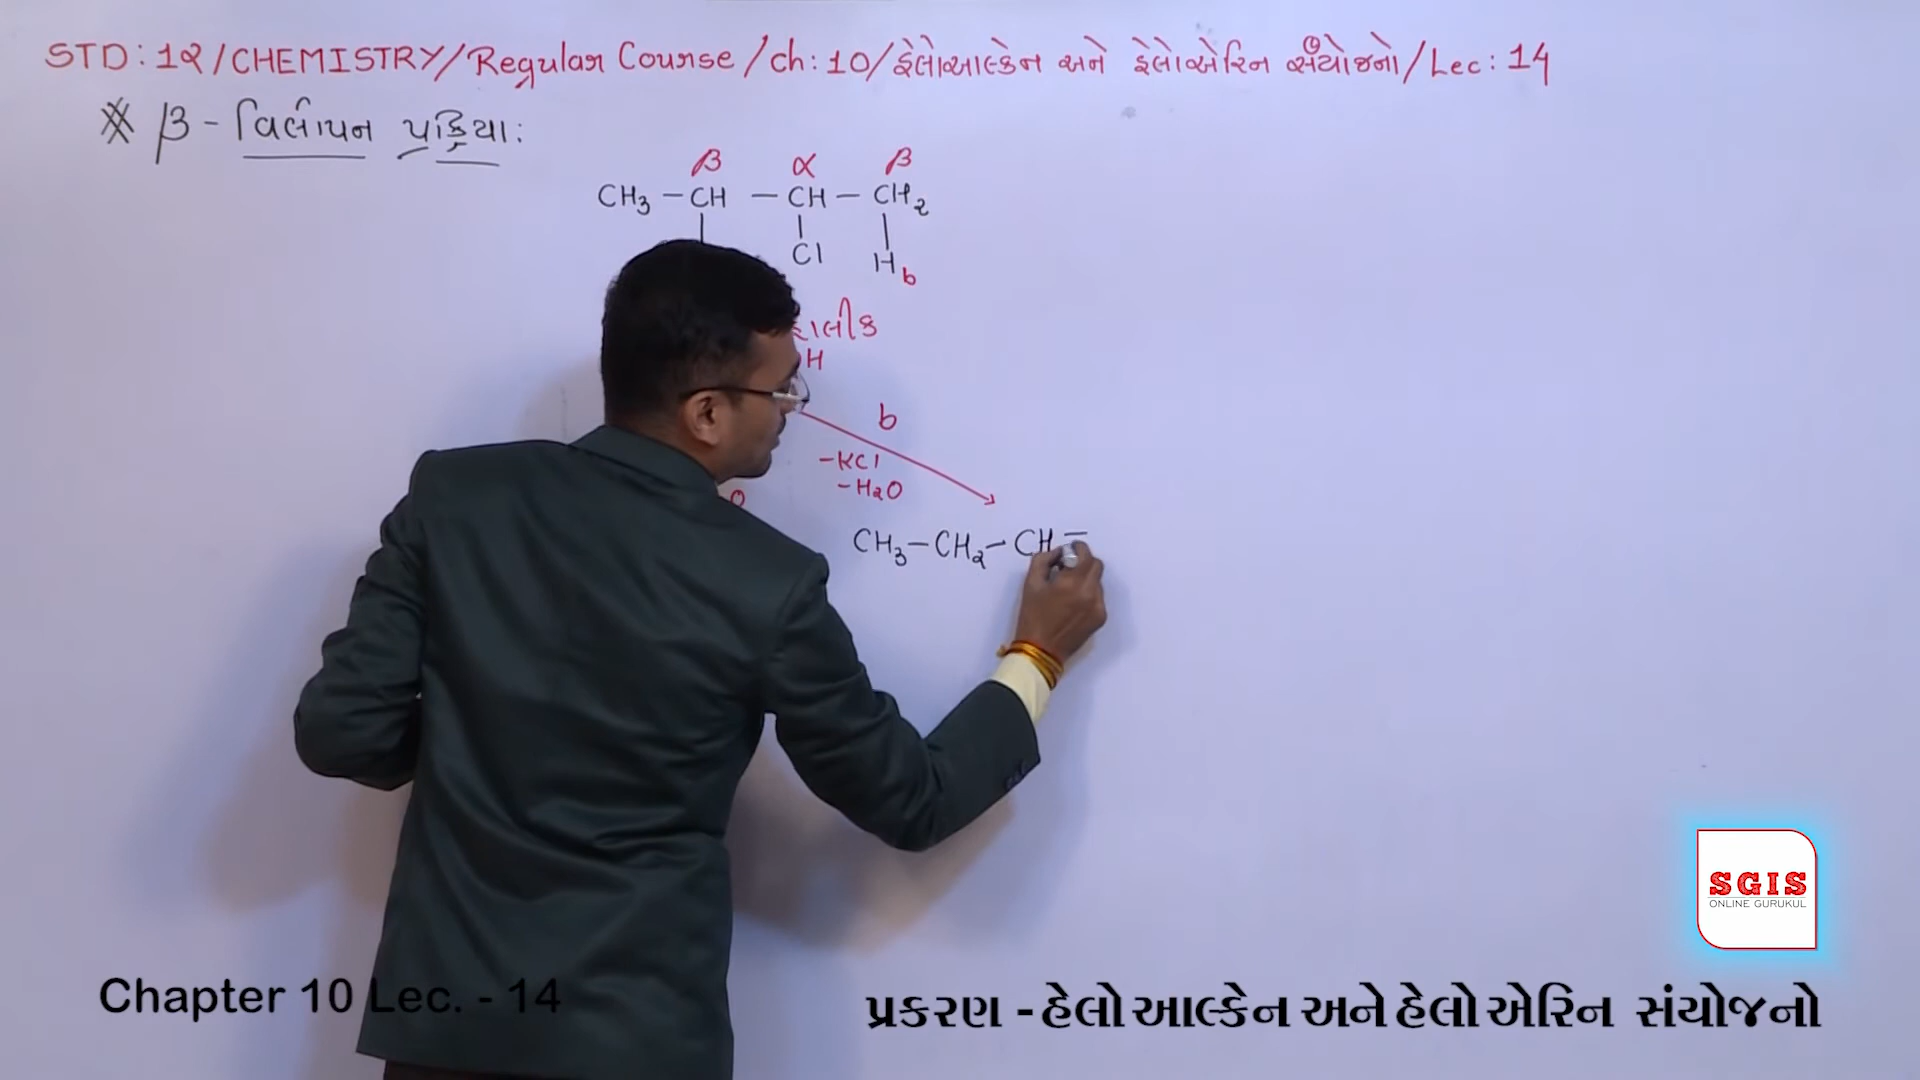 STD: 12/CHEMISTRY/Regular Course/ch: 10/હેલોઆલ્કેન અને હેલોએરિન સંયોજનો/Lec: 14
※ β - વિલોપન પ્રક્રિયા:
β α β
CH3 - CH - CH - CH2
Cl H b
H
b
-KCl
-H2O
CH3-CH2-CH=
SGIS
ONLINE GURUKUL
Chapter 10 Lec. - 14
પ્રકરણ - હેલો આલ્કેન અને હેલો એરિન સંયોજનો